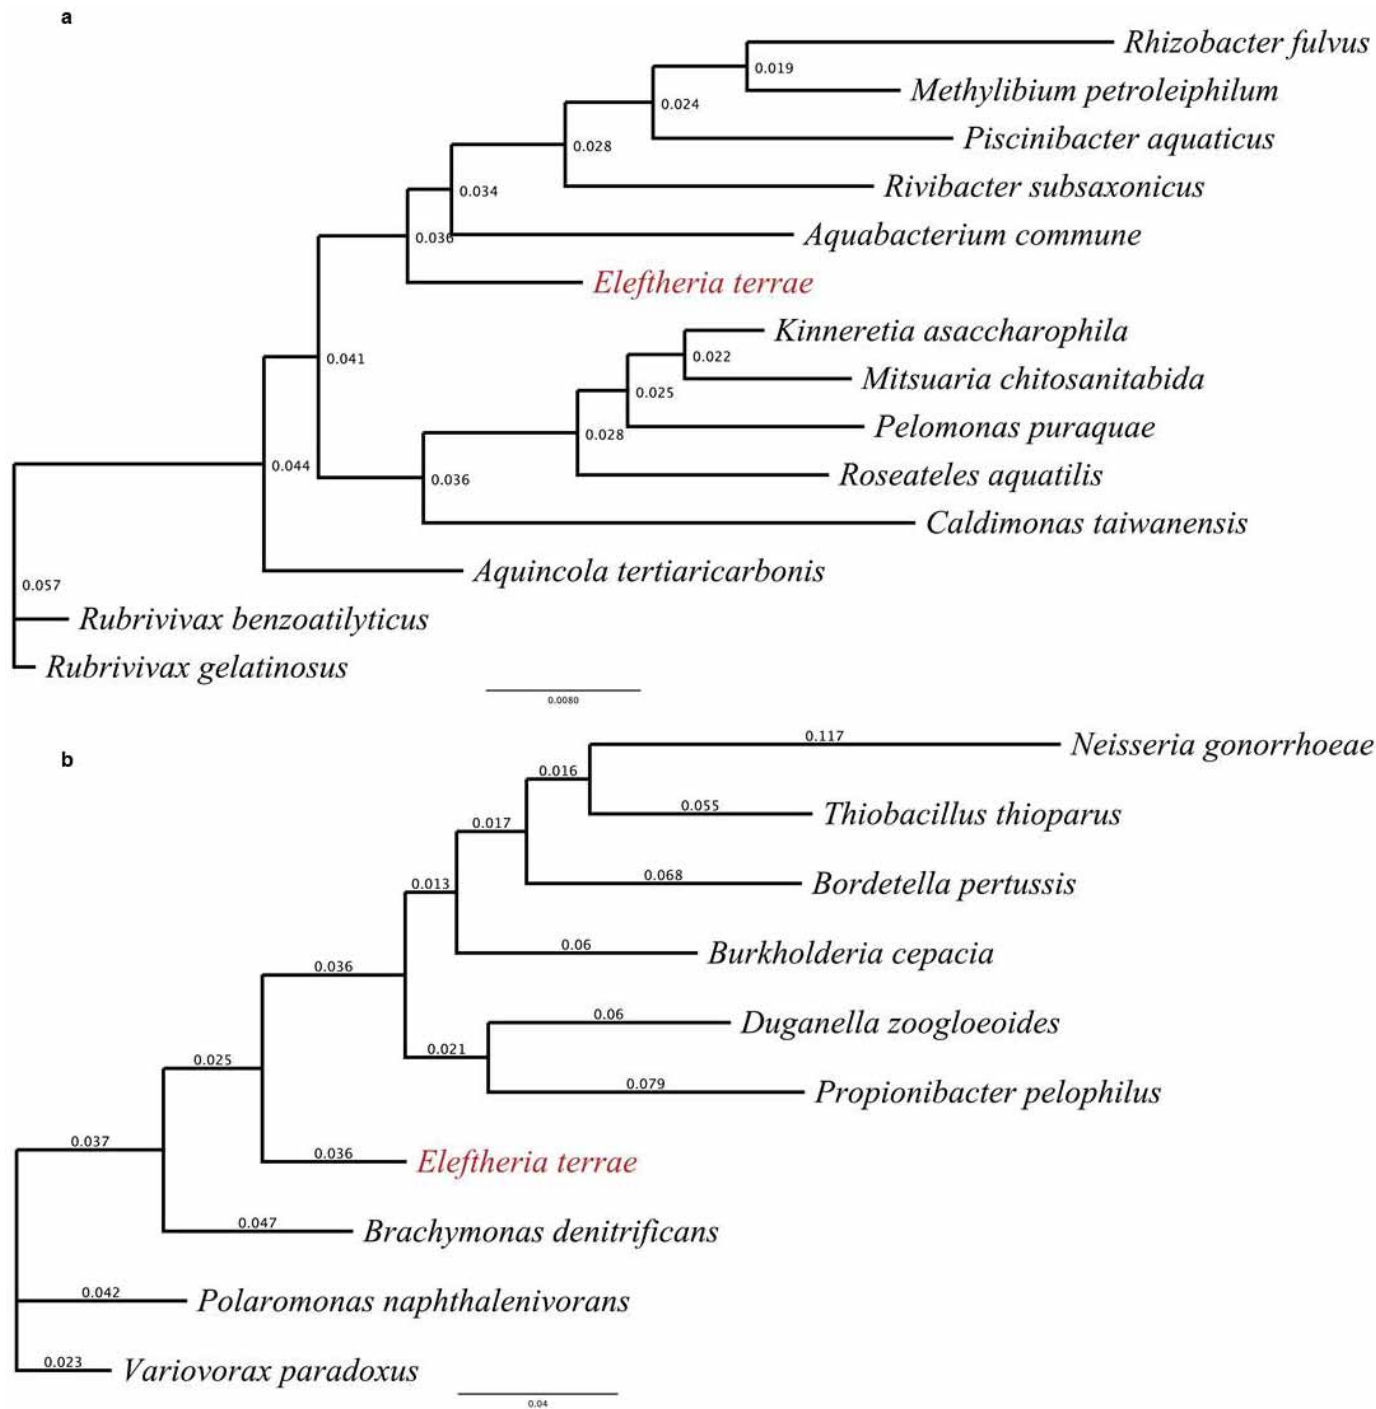 a
Rhizobacter fulvus
0.019
Methylibium petroleiphilum
0.024
Piscinibacter aquaticus
0.028
Rivibacter subsaxonicus
0.034
Aquabacterium commune
0.036
Eleftheria terrae
Kinneretia asaccharophila
0.022
0.041
Mitsuaria chitosanitabida
0.025
Pelomonas puraquae
0.028
0.044
Roseateles aquatilis
0.036
Caldimonas taiwanensis
Aquincola tertiaricarbonis
0.057
Rubrivivax benzoatilyticus
Rubrivivax gelatinosus
0.0080
b
0.117
Neisseria gonorrhoeae
0.016
0.055
Thiobacillus thioparus
0.017
0.068
Bordetella pertussis
0.013
0.06
Burkholderia cepacia
0.036
0.06
Duganella zoogloeoides
0.021
0.025
0.079
Propionibacter pelophilus
0.037
0.036
Eleftheria terrae
0.047
Brachymonas denitrificans
0.042
Polaromonas naphthalenivorans
0.023
Variovorax paradoxus
0.04